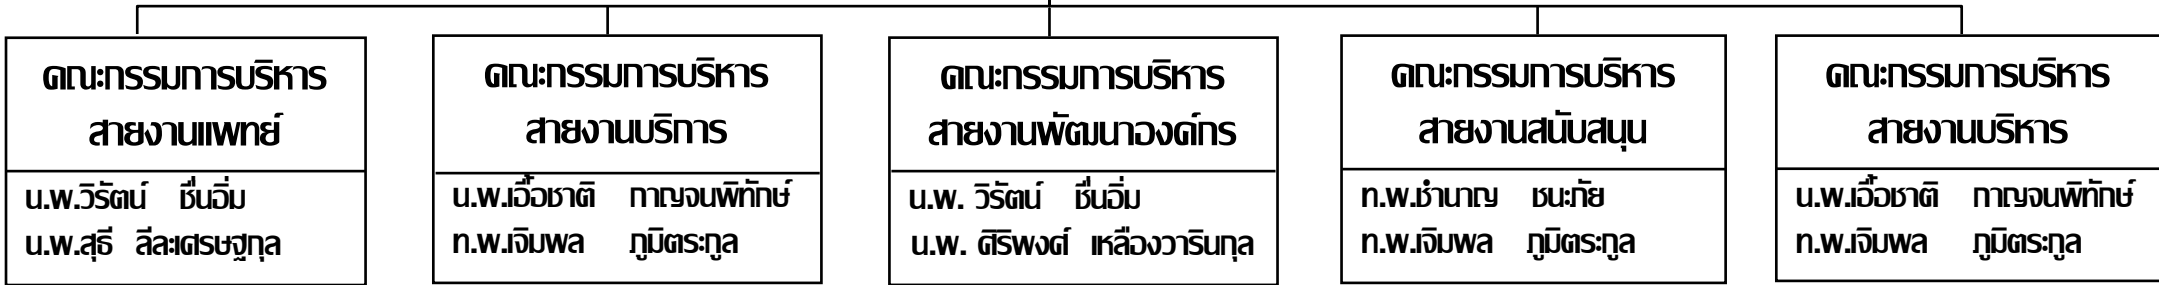 คณะกรรมการบริหาร
สายงานแพทย์
น.พ.วิรัตน์ ชื่นอิ่ม
น.พ.สุธี ลีละเศรษฐกุล
คณะกรรมการบริหาร
สายงานบริการ
น.พ.เอื้อชาติ กาญจนพิทักษ์
ท.พ.เจิมพล ภูมิตระกูล
คณะกรรมการบริหาร
สายงานพัฒนาองค์กร
น.พ. วิรัตน์ ชื่นอิ่ม
น.พ. ศิริพงศ์ เหลืองวารินกุล
คณะกรรมการบริหาร
สายงานสนับสนุน
ท.พ.ชำนาญ ชนะภัย
ท.พ.เจิมพล ภูมิตระกูล
คณะกรรมการบริหาร
สายงานบริหาร
น.พ.เอื้อชาติ กาญจนพิทักษ์
ท.พ.เจิมพล ภูมิตระกูล